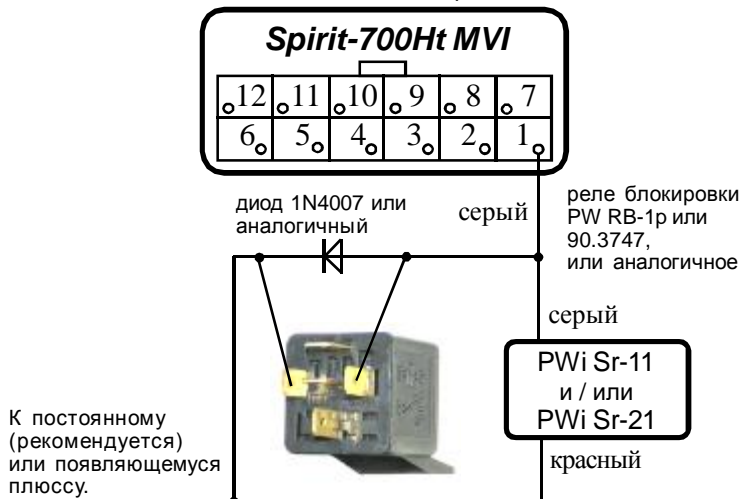 Spirit-700Ht MVI
12 11 10 9 8 7
6 5 4 3 2 1
диод 1N4007 или
аналогичный
серый
реле блокировки
PW RB-1р или
90.3747,
или аналогичное
серый
PWi Sr-11
и / или
PWi Sr-21
красный
К постоянному
(рекомендуется)
или появляющемуся
плюссу.